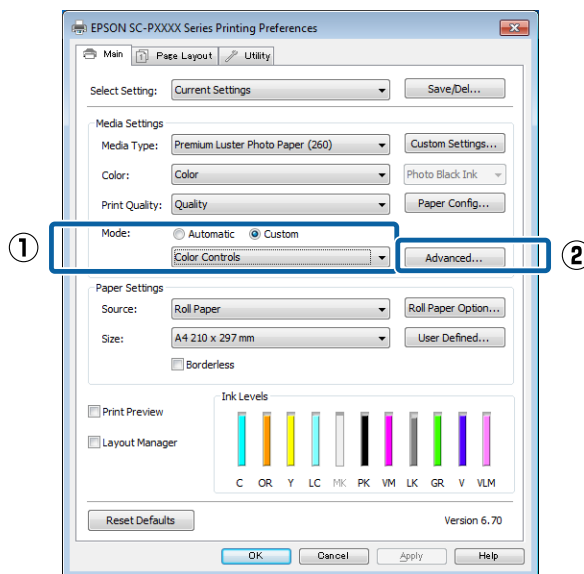 EPSON SC-PXXXX Series Printing Preferences
Main Page Layout Utility
Select Setting: Current Settings Save/Del...
Media Settings
Media Type: Premium Luster Photo Paper (260) Custom Settings...
Color: Color Photo Black Ink
Print Quality: Quality Paper Config...
Mode: Automatic Custom
① Color Controls Advanced... ②
Paper Settings
Source: Roll Paper Roll Paper Option...
Size: A4 210 x 297 mm User Defined...
Borderless
Ink Levels
Print Preview
Layout Manager
C OR Y LC MK PK VM LK GR V VLM
Reset Defaults Version 6.70
OK Cancel Apply Help